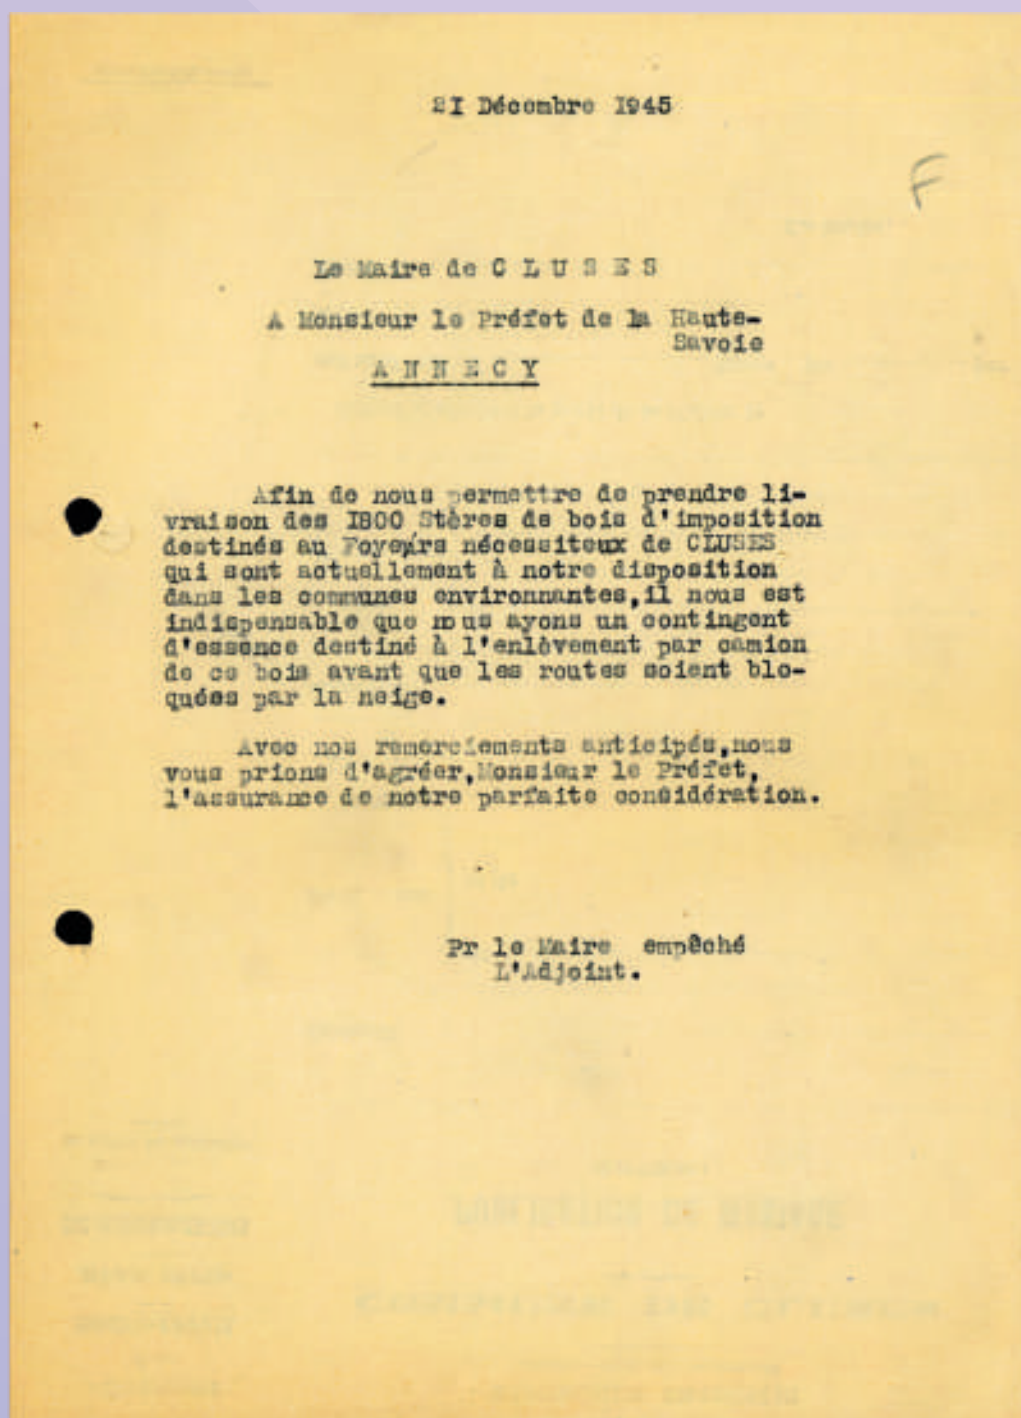 21 Décembre 1945
F
Le Maire de C L U S E S
A Monsieur le Préfet de la Haute-
Savoie
A N N E C Y
Afin de nous permettre de prendre li-
vraison des I800 Stères de bois d'imposition
destinés au Foyers nécessiteux de CLUSES
qui sont actuellement à notre disposition
dans les communes environnantes,il nous est
indispensable que nous ayons un contingent
d'essence destiné à l'enlèvement par camion
de ce bois avant que les routes soient blo-
quées par la neige.
Avec nos remerciements anticipés,nous
vous prions d'agréer,Monsieur le Préfet,
l'assurance de notre parfaite considération.
Pr le Maire empêché
L'Adjoint.